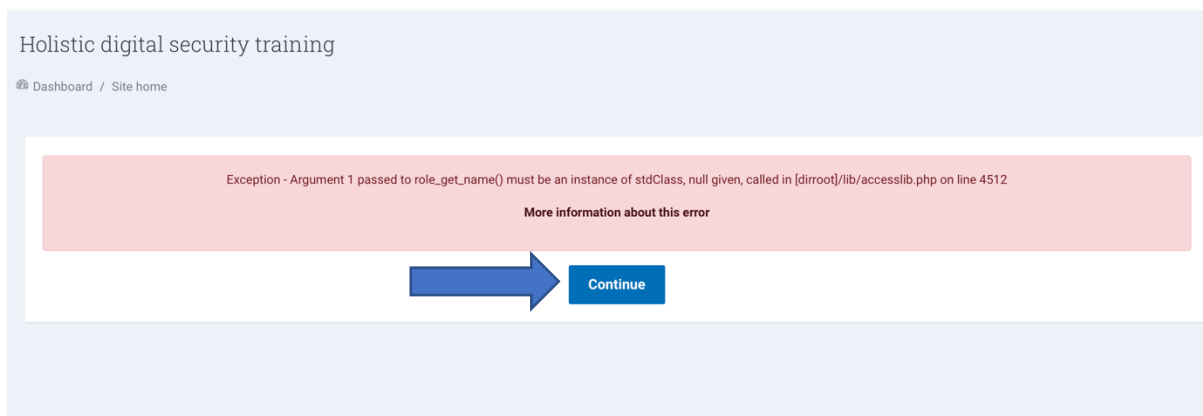 Holistic digital security training
Dashboard / Site home
Exception - Argument 1 passed to role_get_name() must be an instance of stdClass, null given, called in [dirroot]/lib/accesslib.php on line 4512
More information about this error
Continue